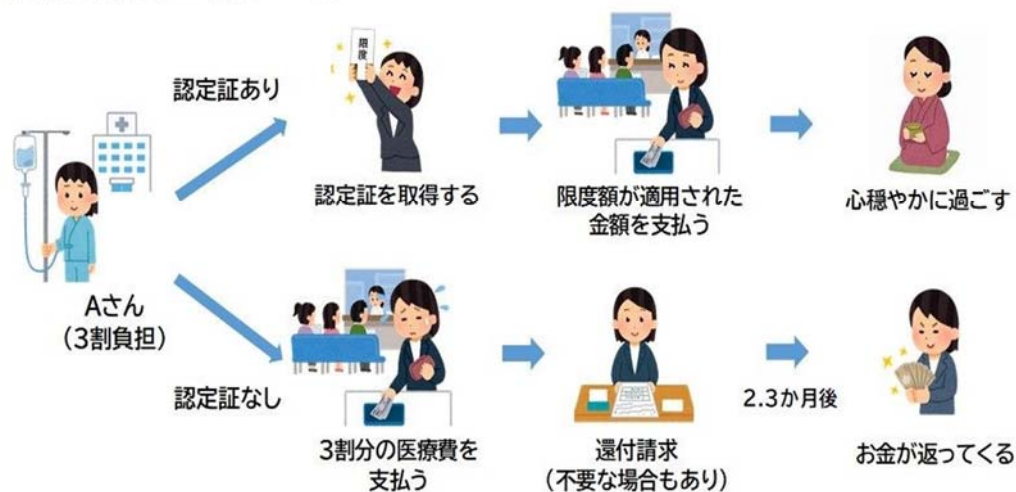 認定証あり
限度
認定証を取得する
限度額が適用された
金額を支払う
心穏やかに過ごす
Aさん
(3割負担)
認定証なし
3割分の医療費を
支払う
還付請求
(不要な場合もあり)
2.3か月後
お金が返ってくる